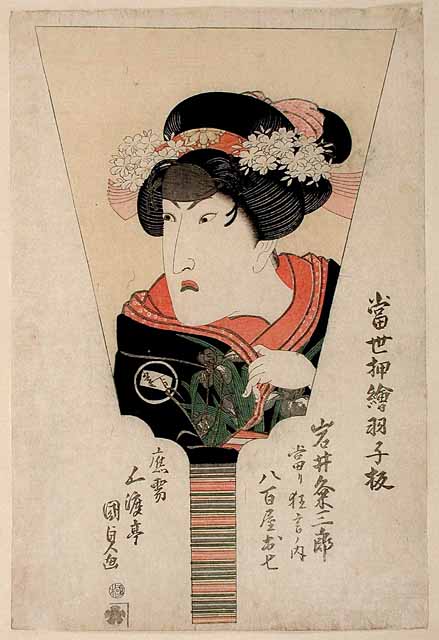 當世押繪羽子板
岩井粂三郎
當り狂言ノ内
八百屋お七
應需
五渡亭
國貞画